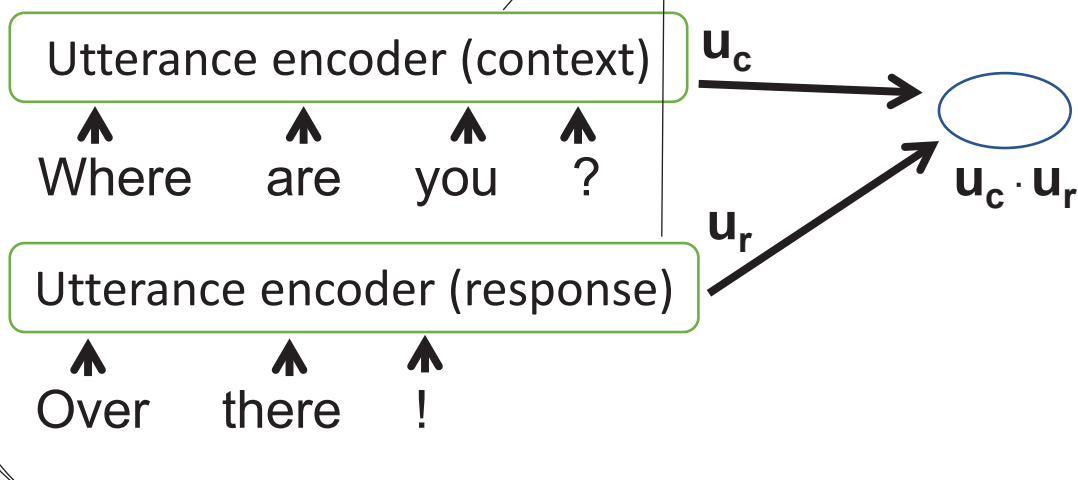 Utterance encoder (context)
u_c
Where are you ?
u_c · u_r
Utterance encoder (response)
u_r
Over there !